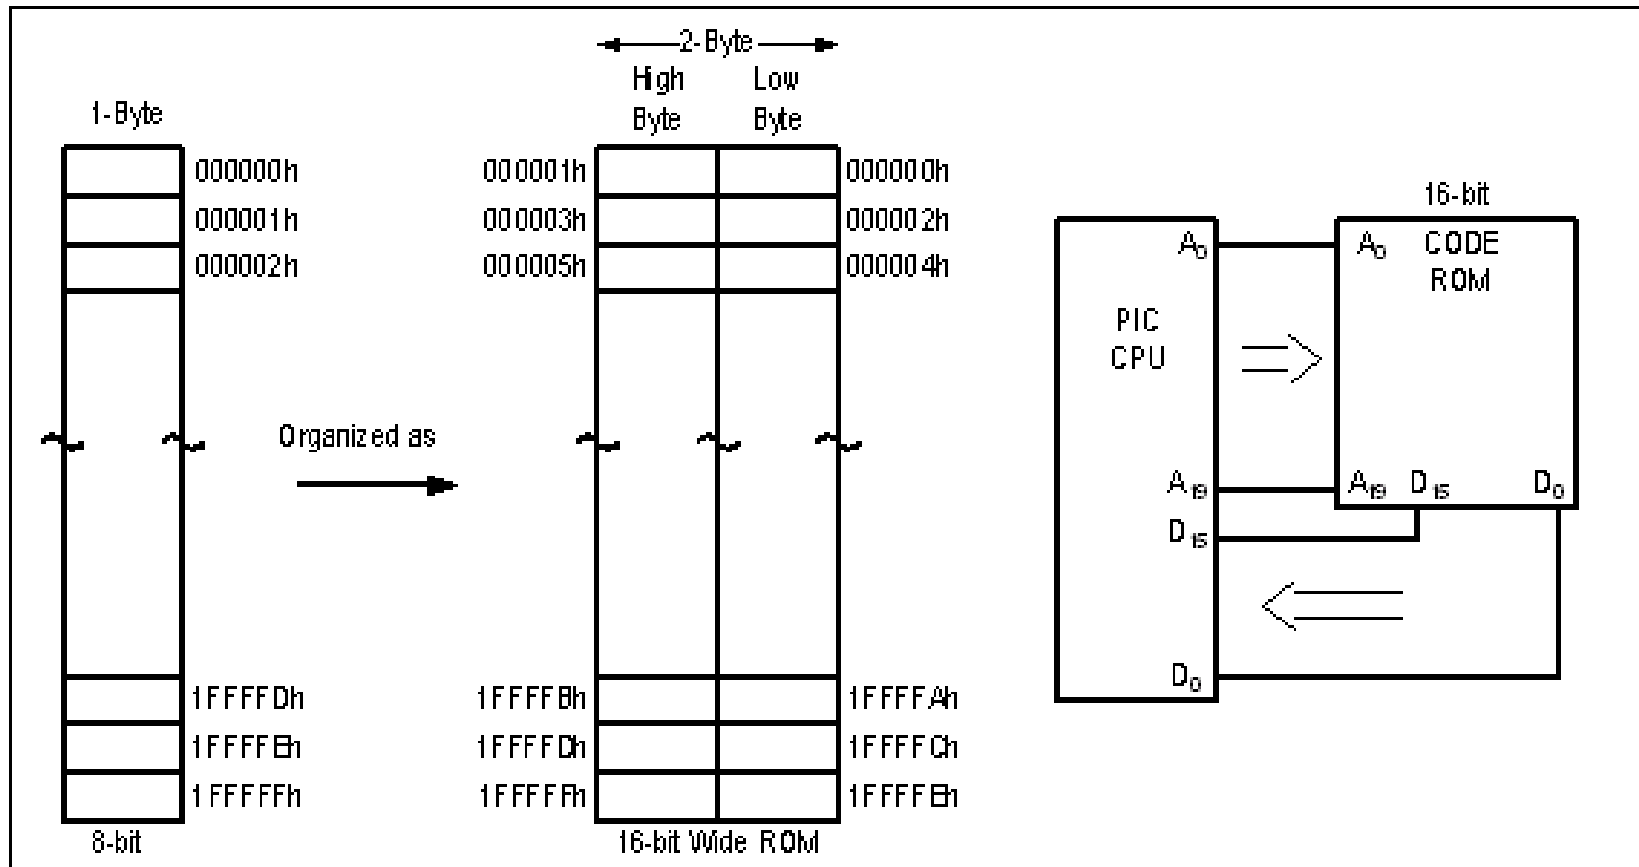 1-Byte
000000h
000001h
000002h
1FFFFDh
1FFFFEh
1FFFFFh
8-bit
Organized as
2-Byte
High Byte
Low Byte
000001h
000000h
000003h
000002h
000005h
000004h
1FFFFBh
1FFFFAh
1FFFFDh
1FFFFCh
1FFFFFh
1FFFFEh
16-bit Wide ROM
PIC
CPU
A0
A19
D15
D0
16-bit
CODE
ROM
A0
A19
D15
D0